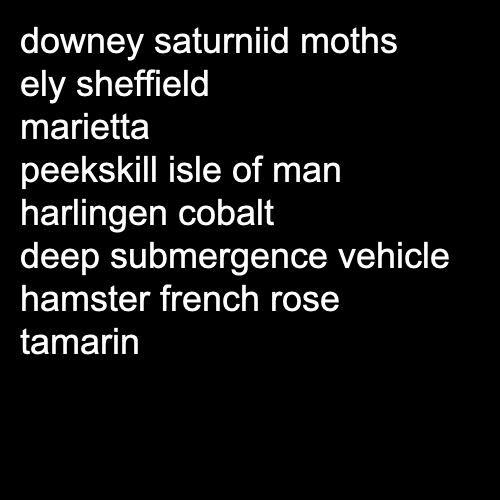 downey saturniid moths
ely sheffield
marietta
peekskill isle of man
harlingen cobalt
deep submergence vehicle
hamster french rose
tamarin